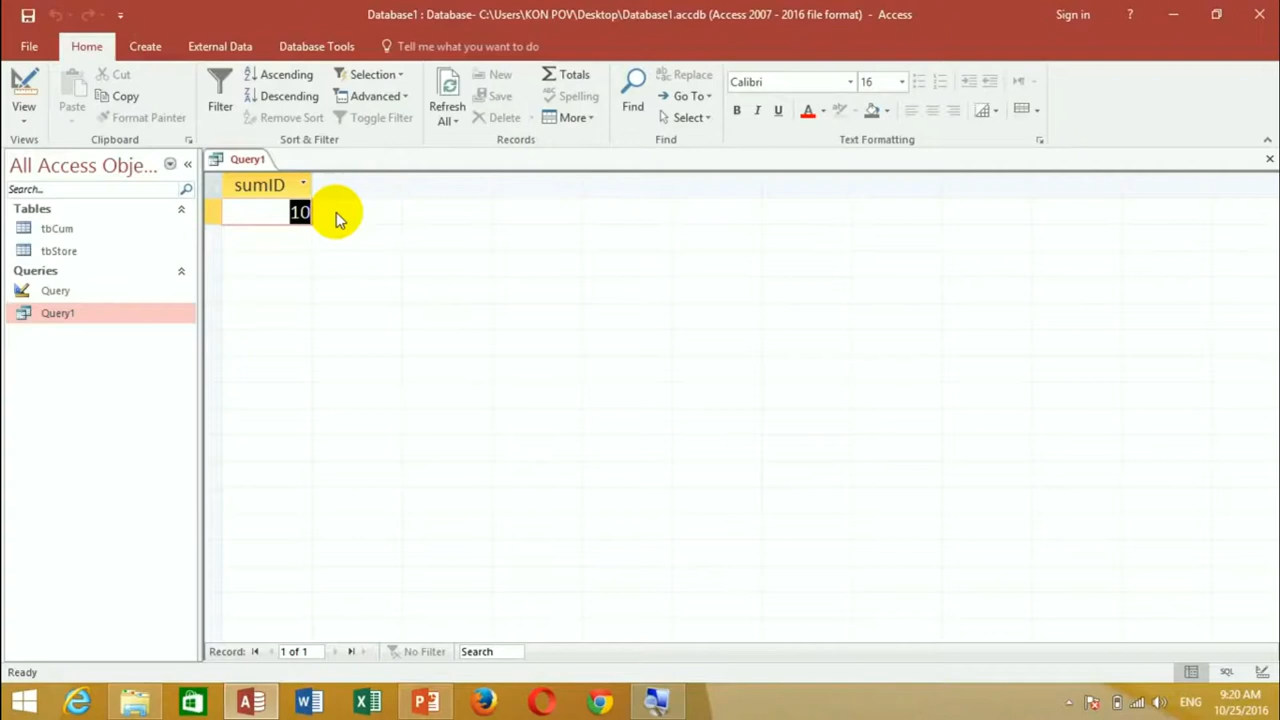 Database1 : Database- C:\Users\KON POV\Desktop\Database1.accdb (Access 2007 - 2016 file format) - Access
Sign in
?
File
Home
Create
External Data
Database Tools
Tell me what you want to do
View
Paste
Cut
Copy
Format Painter
Filter
Ascending
Descending
Remove Sort
Selection
Advanced
Toggle Filter
Refresh
All
New
Save
Delete
Totals
Spelling
More
Find
Replace
Go To
Select
Calibri
16
B I U A
Views
Clipboard
Sort & Filter
Records
Find
Text Formatting
All Access Obje...
Search...
Tables
tbCum
tbStore
Queries
Query
Query1
Query1
sumID
10
Record:
1 of 1
No Filter
Search
Ready
SQL
ENG
9:20 AM
10/25/2016